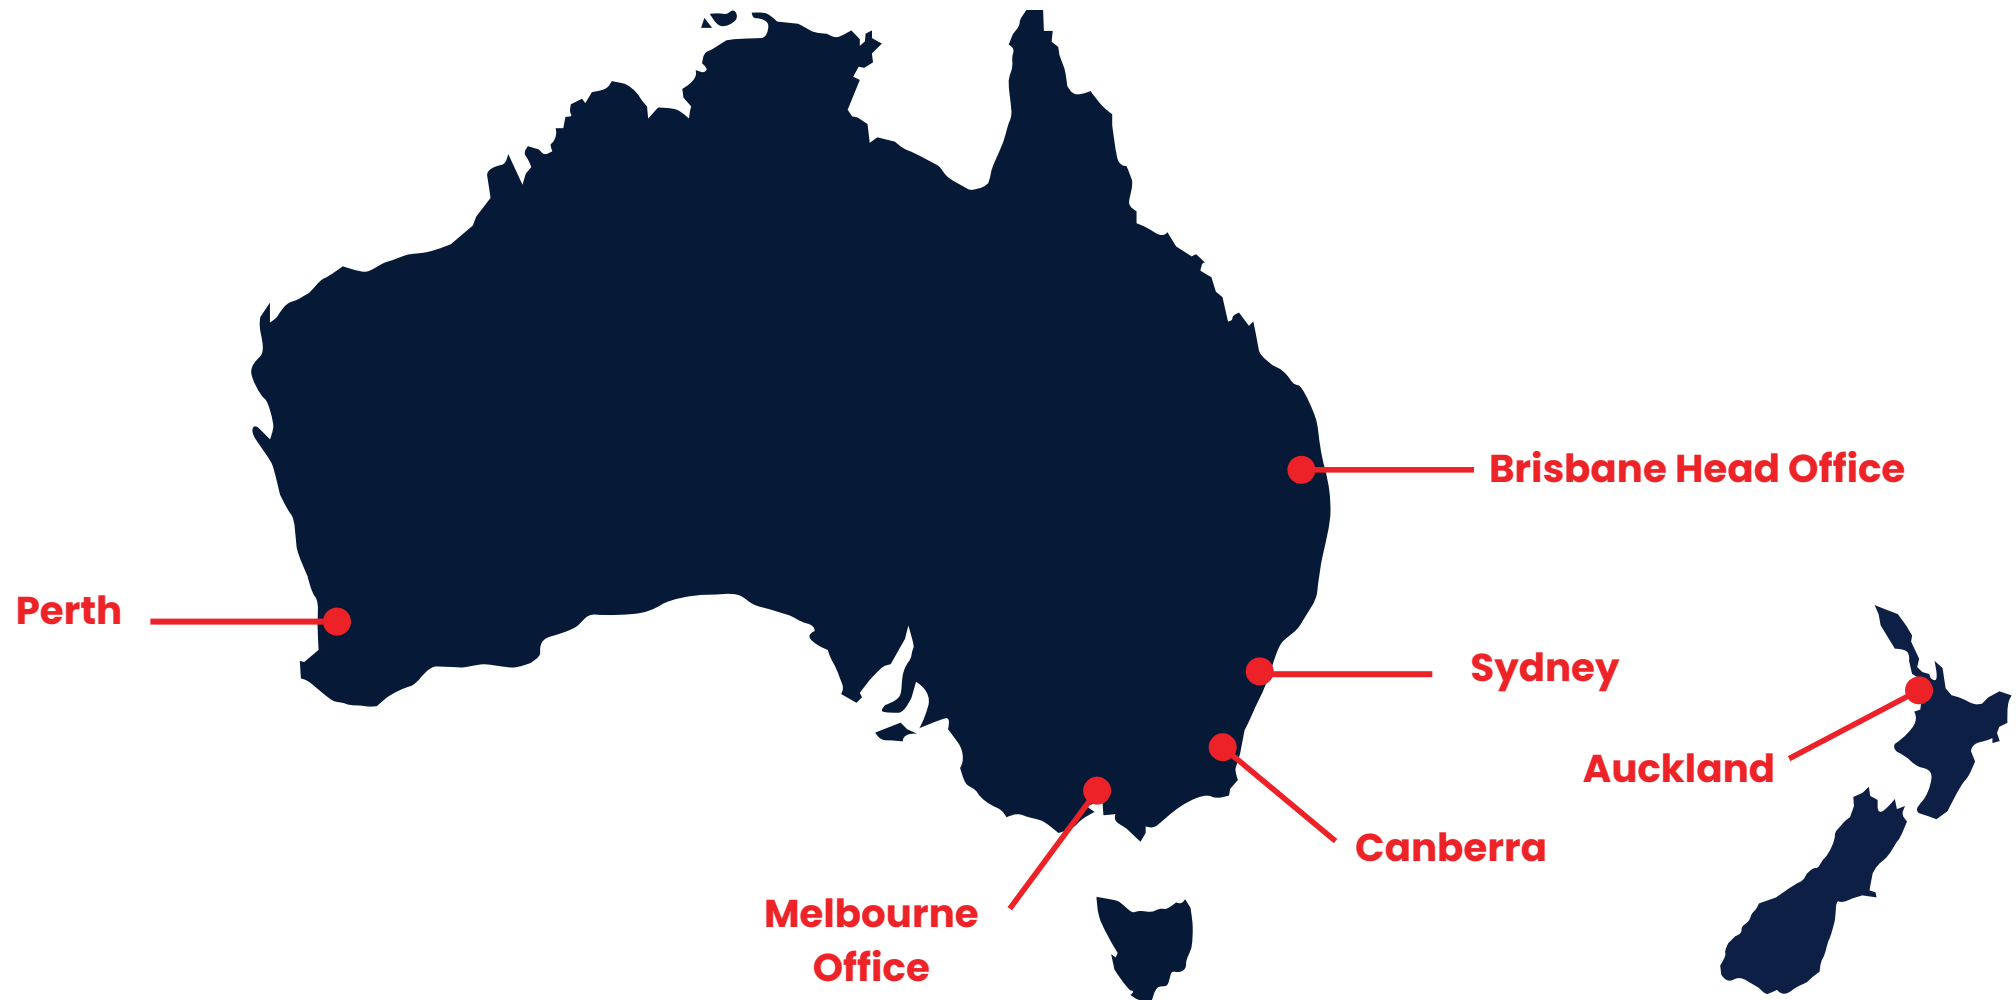 Brisbane Head Office
Perth
Sydney
Auckland
Canberra
Melbourne
Office